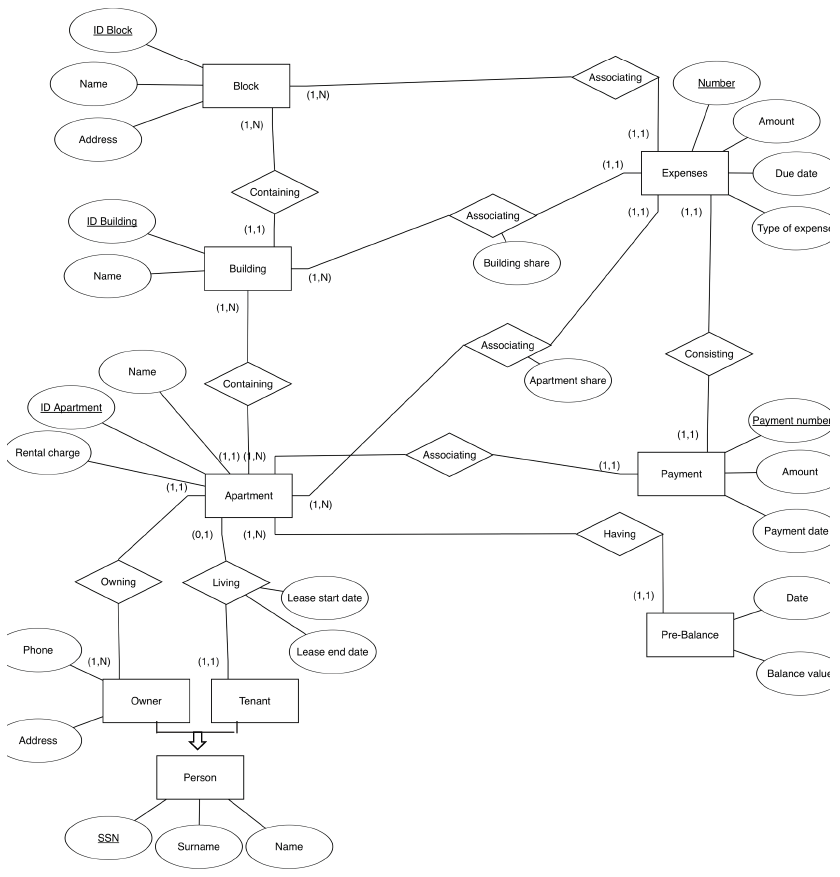 ID Block
Block
Associating
(1,N)
Number
Name
Amount
(1,N)
(1,1)
Address
(1,1)
Expenses
Due date
Containing
Associating
(1,1)
(1,1)
ID Building
(1,1)
Type of expense
Building
Building share
Name
(1,N)
(1,N)
Associating
Consisting
Name
Containing
Apartment share
ID Apartment
Payment number
(1,1)
Rental charge
(1,1)
(1,N)
Associating
(1,1)
Payment
Amount
(1,1)
Apartment
(1,N)
(0,1)
(1,N)
Having
Payment date
Owning
Living
Lease start date
(1,1)
Date
Pre-Balance
Phone
Lease end date
(1,N)
(1,1)
Balance value
Owner
Tenant
Address
Person
SSN
Surname
Name